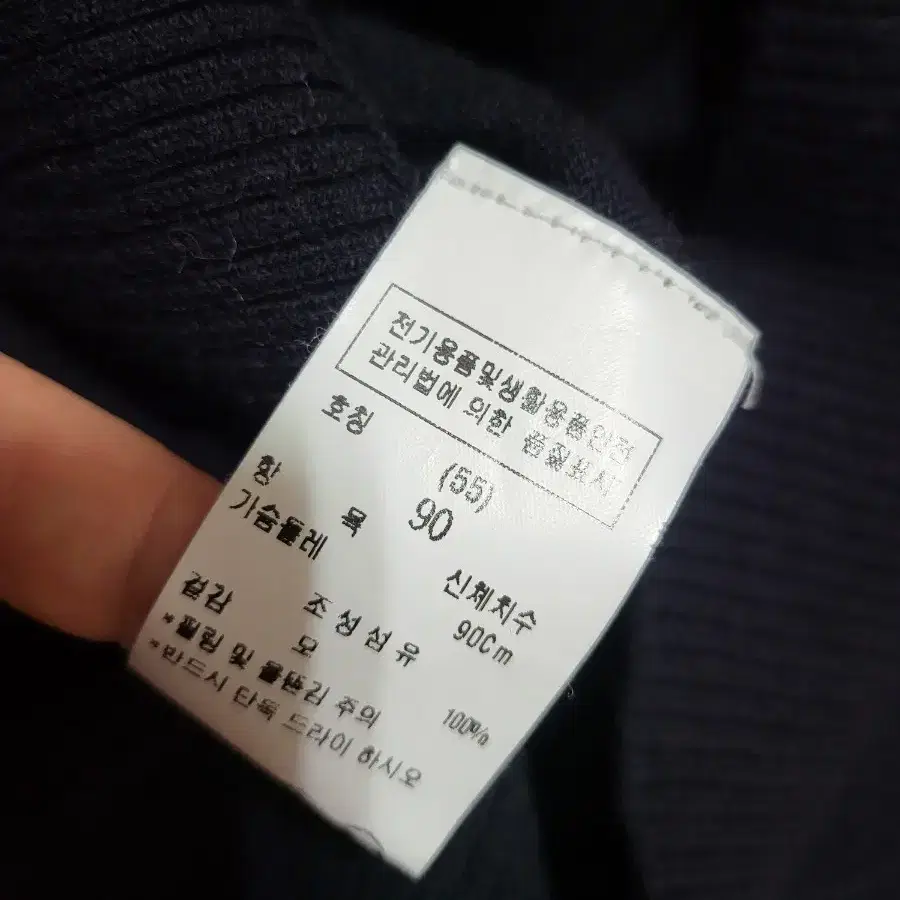 전기용품및생활용품안전
관리법에 의한 품질표시
호칭
(55)
90
항 목
신체치수
가슴둘레
90Cm
조성섬유
겉감 모 100%
*필링 및 올뜯김 주의
*반드시 단독 드라이 하시오